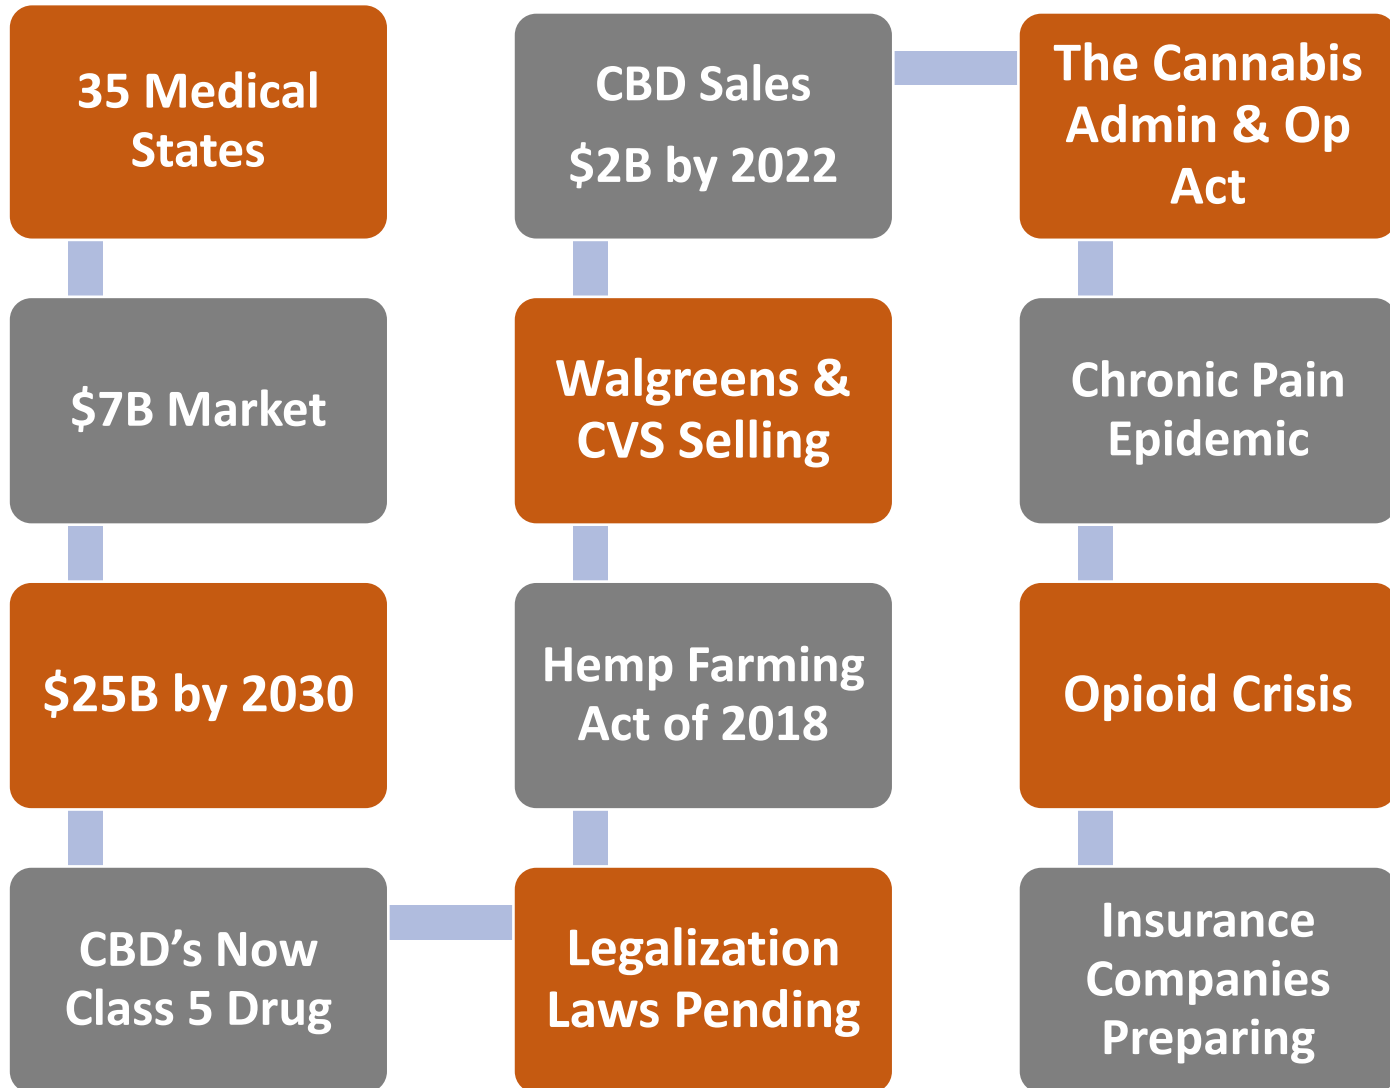 35 Medical
States
$7B Market
$25B by 2030
CBD’s Now
Class 5 Drug
Legalization
Laws Pending
Hemp Farming
Act of 2018
Walgreens &
CVS Selling
CBD Sales
$2B by 2022
The Cannabis
Admin & Op
Act
Chronic Pain
Epidemic
Opioid Crisis
Insurance
Companies
Preparing